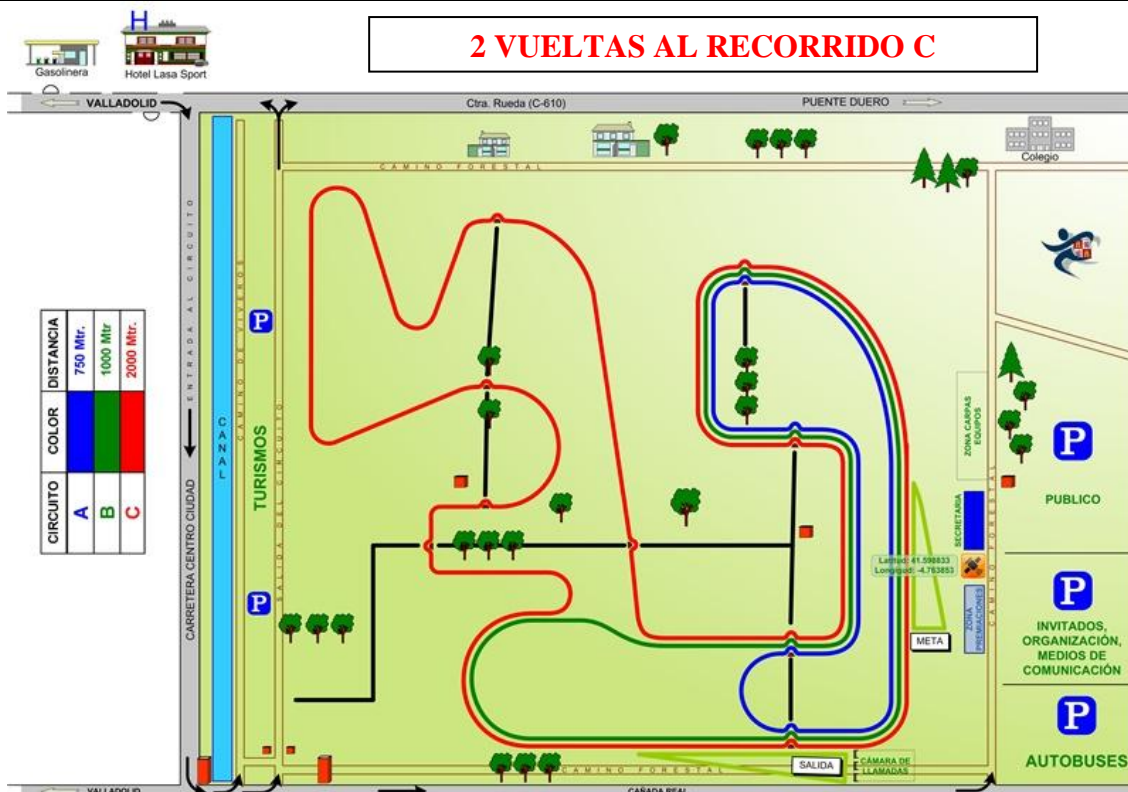 H
2 VUELTAS AL RECORRIDO C
Gasolinera
Hotel Lasa Sport
VALLADOLID
Ctra. Rueda (C-610)
PUENTE DUERO
Colegio
CAMINO FORESTAL
ENTRADA AL CIRCUITO
CARRETERA CENTRO CIUDAD
CANAL
CAMINO DE VIVEROS
SALIDA DEL CIRCUITO
P
TURISMOS
P
CIRCUITO COLOR DISTANCIA
A 750 Mtr.
B 1000 Mtr
C 2000 Mtr.
ZONA CARPAS
EQUIPOS
SECRETARIA
Latitud: 41.598833
Longigud: -4.763853
ZONA
PREMIACIONES
META
CAMINO FORESTAL
P
PUBLICO
P
INVITADOS,
ORGANIZACIÓN,
MEDIOS DE
COMUNICACIÓN
P
AUTOBUSES
SALIDA
CÁMARA DE
LLAMADAS
CAMINO FORESTAL
VALLADOLID
CAÑADA REAL